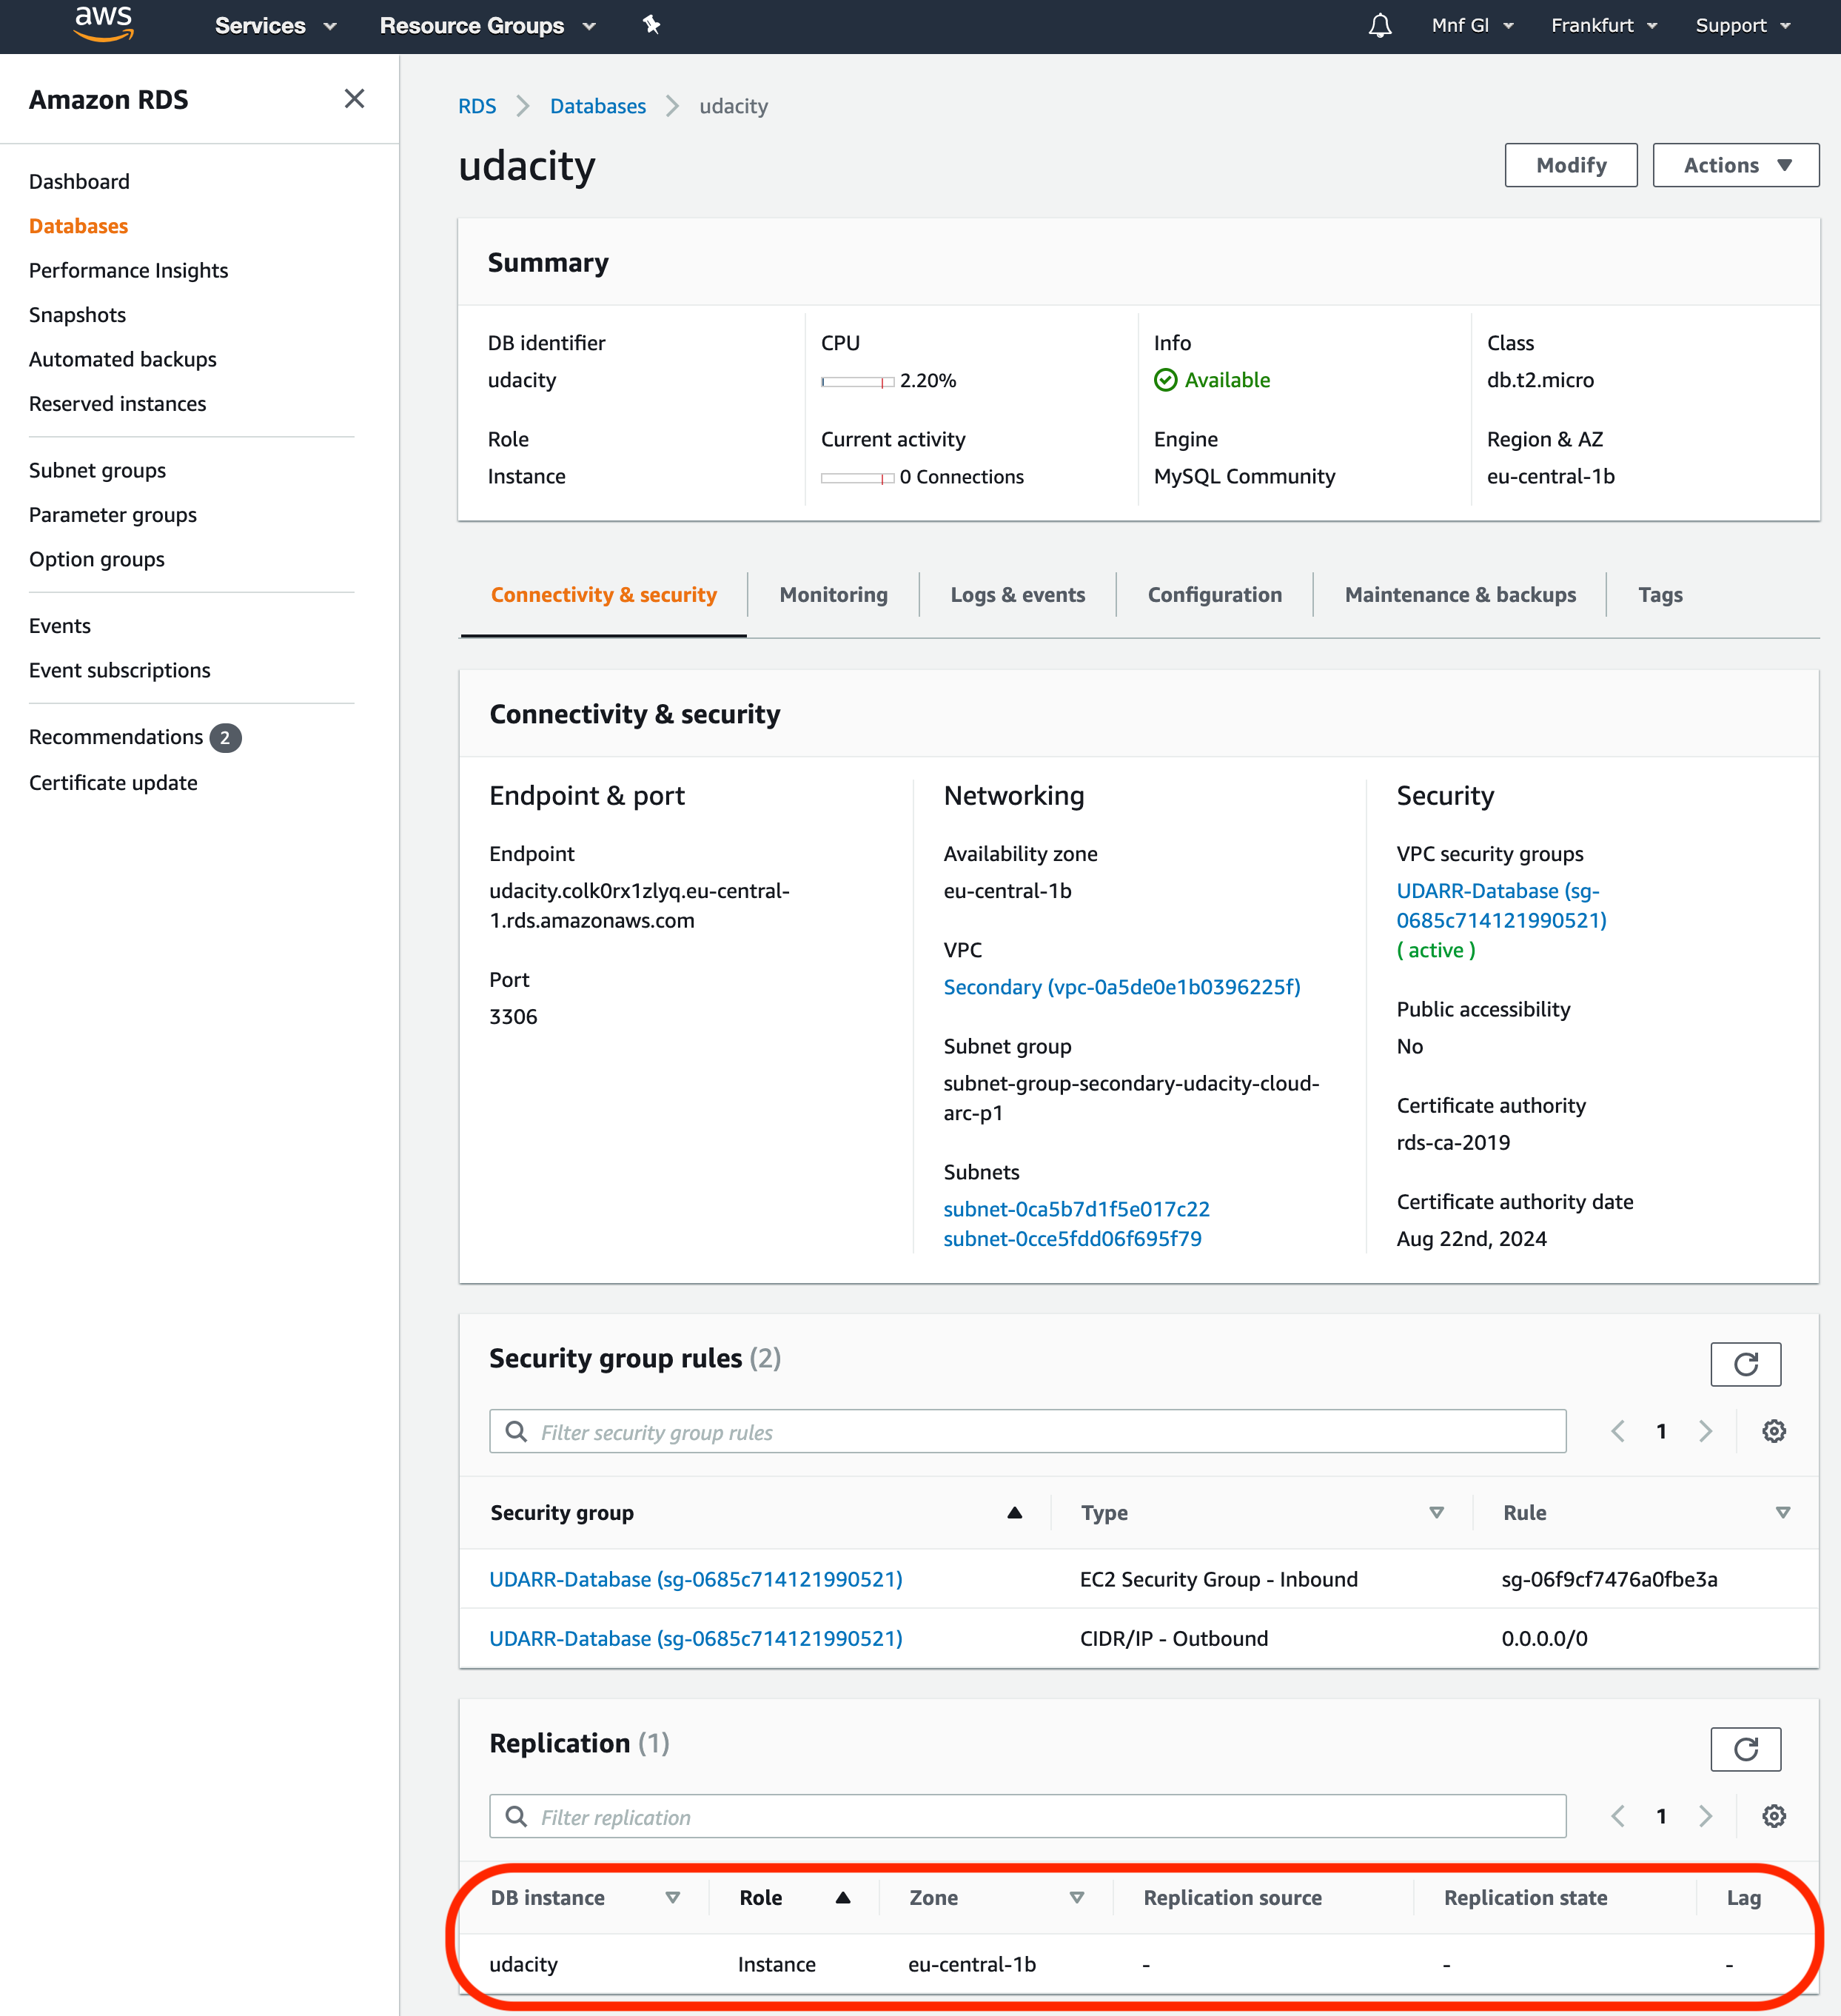 aws Services Resource Groups Mnf Gl Frankfurt Support
Amazon RDS
Dashboard
Databases
Performance Insights
Snapshots
Automated backups
Reserved instances
Subnet groups
Parameter groups
Option groups
Events
Event subscriptions
Recommendations 2
Certificate update
RDS Databases udacity
udacity
Modify Actions
Summary
DB identifier
udacity
CPU
2.20%
Info
Available
Class
db.t2.micro
Role
Instance
Current activity
0 Connections
Engine
MySQL Community
Region & AZ
eu-central-1b
Connectivity & security Monitoring Logs & events Configuration Maintenance & backups Tags
Connectivity & security
Endpoint & port
Endpoint
udacity.colk0rx1zlyq.eu-central-
1.rds.amazonaws.com
Port
3306
Networking
Availability zone
eu-central-1b
VPC
Secondary (vpc-0a5de0e1b0396225f)
Subnet group
subnet-group-secondary-udacity-cloud-
arc-p1
Subnets
subnet-0ca5b7d1f5e017c22
subnet-0cce5fdd06f695f79
Security
VPC security groups
UDARR-Database (sg-
0685c714121990521)
( active )
Public accessibility
No
Certificate authority
rds-ca-2019
Certificate authority date
Aug 22nd, 2024
Security group rules (2)
Filter security group rules
1
Security group Type Rule
UDARR-Database (sg-0685c714121990521) EC2 Security Group - Inbound sg-06f9cf7476a0fbe3a
UDARR-Database (sg-0685c714121990521) CIDR/IP - Outbound 0.0.0.0/0
Replication (1)
Filter replication
1
DB instance Role Zone Replication source Replication state Lag
udacity Instance eu-central-1b - - -